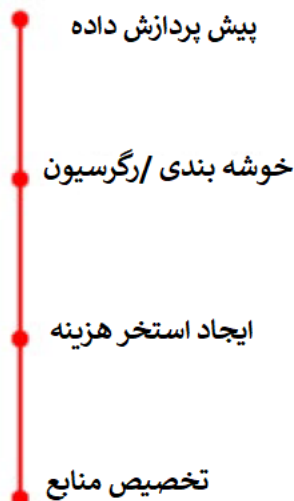 پیش پردازش داده
خوشه بندی /رگرسیون
ایجاد استخر هزینه
تخصیص منابع